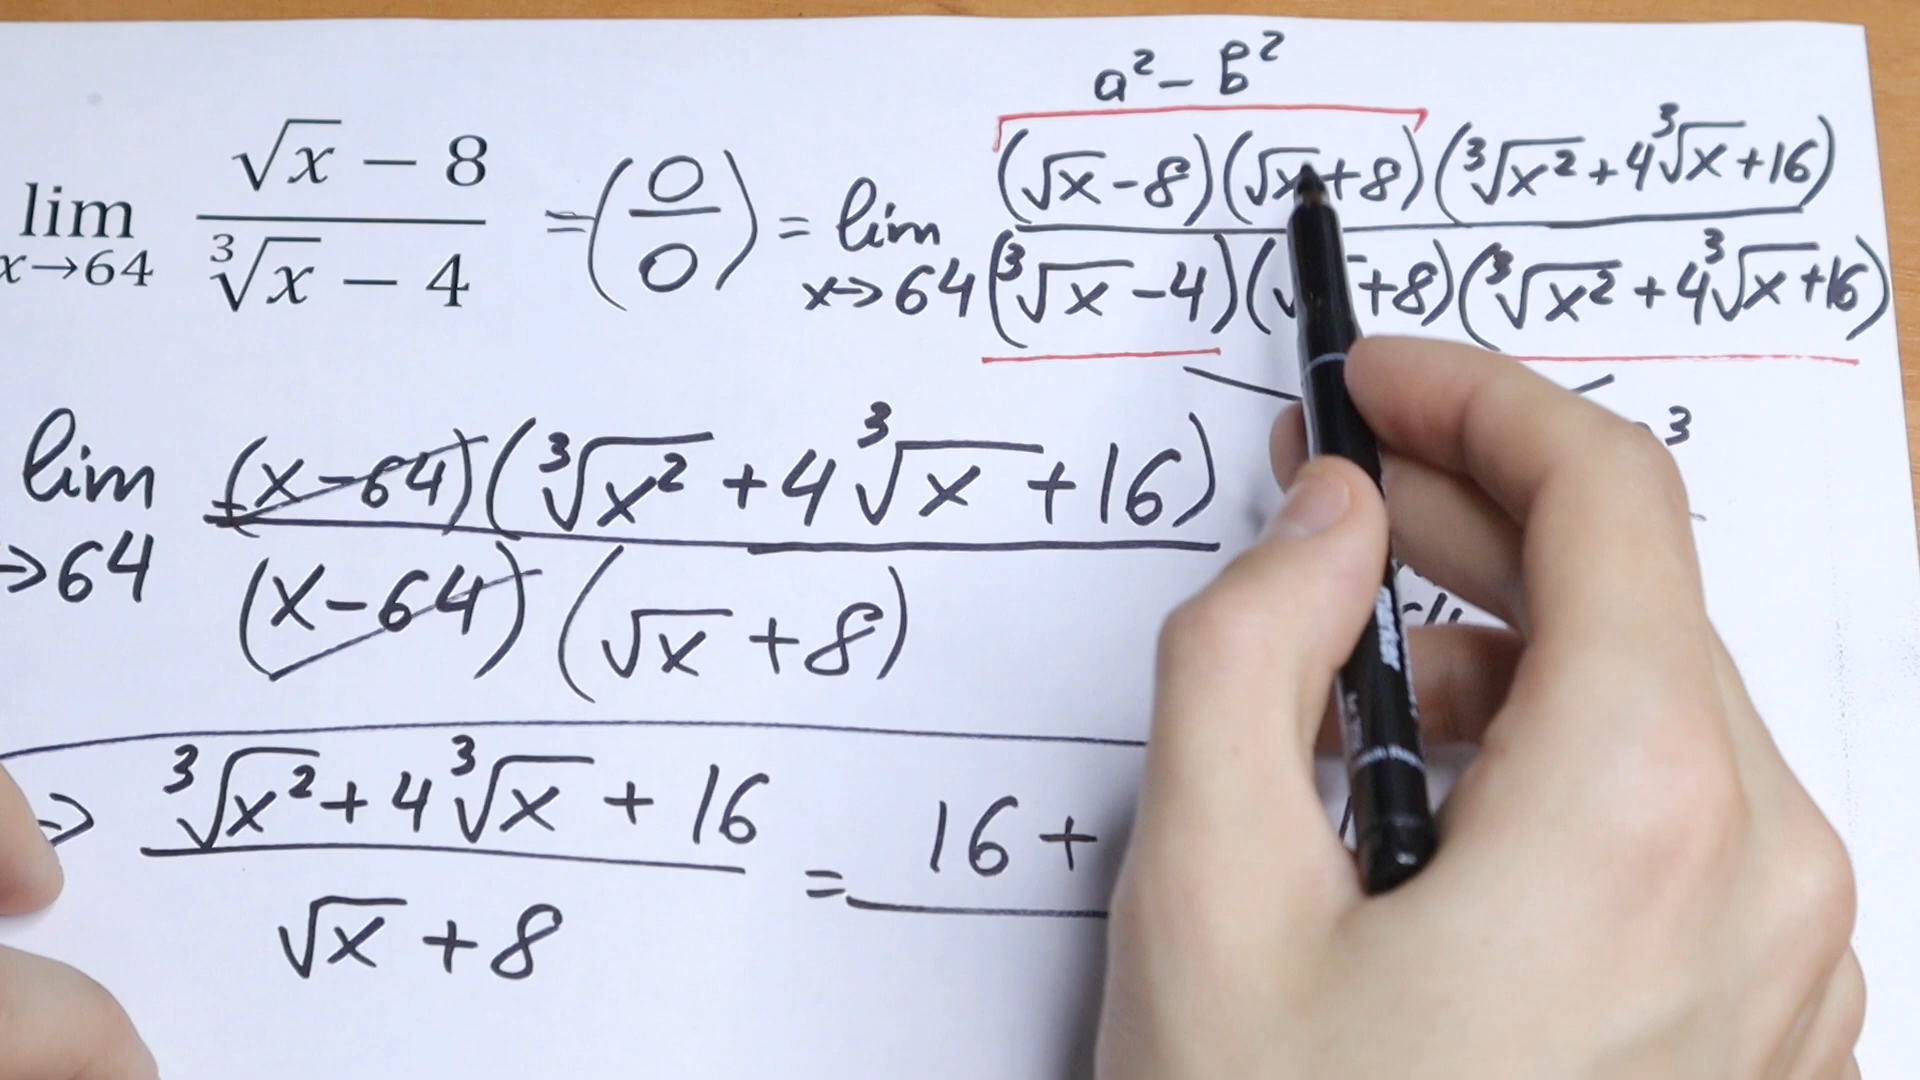 a² - b²
lim x→64 (√x - 8)/(∛x - 4) = (0/0) = lim x→64 ((√x - 8)(√x + 8)(∛x² + 4∛x + 16))/((∛x - 4)(√ + 8)(∛x² + 4∛x + 16))
3
lim →64 ((x - 64)(∛x² + 4∛x + 16))/((x - 64)(√x + 8))
⇒ (∛x² + 4∛x + 16)/(√x + 8) = 16 +